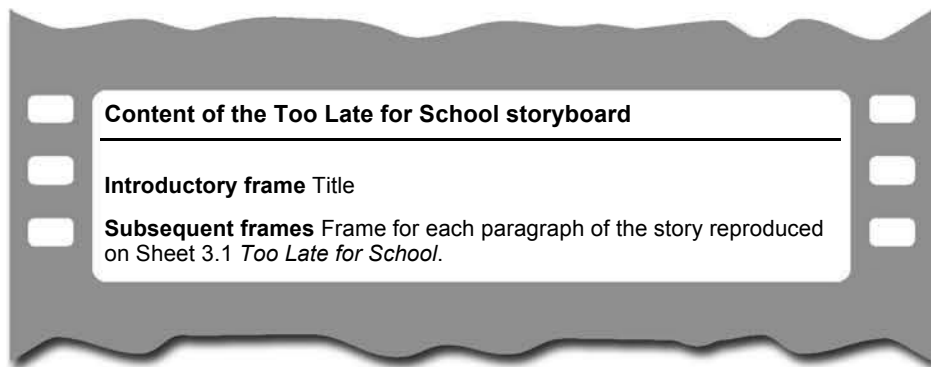 Content of the Too Late for School storyboard
Introductory frame Title
Subsequent frames Frame for each paragraph of the story reproduced
on Sheet 3.1 Too Late for School.